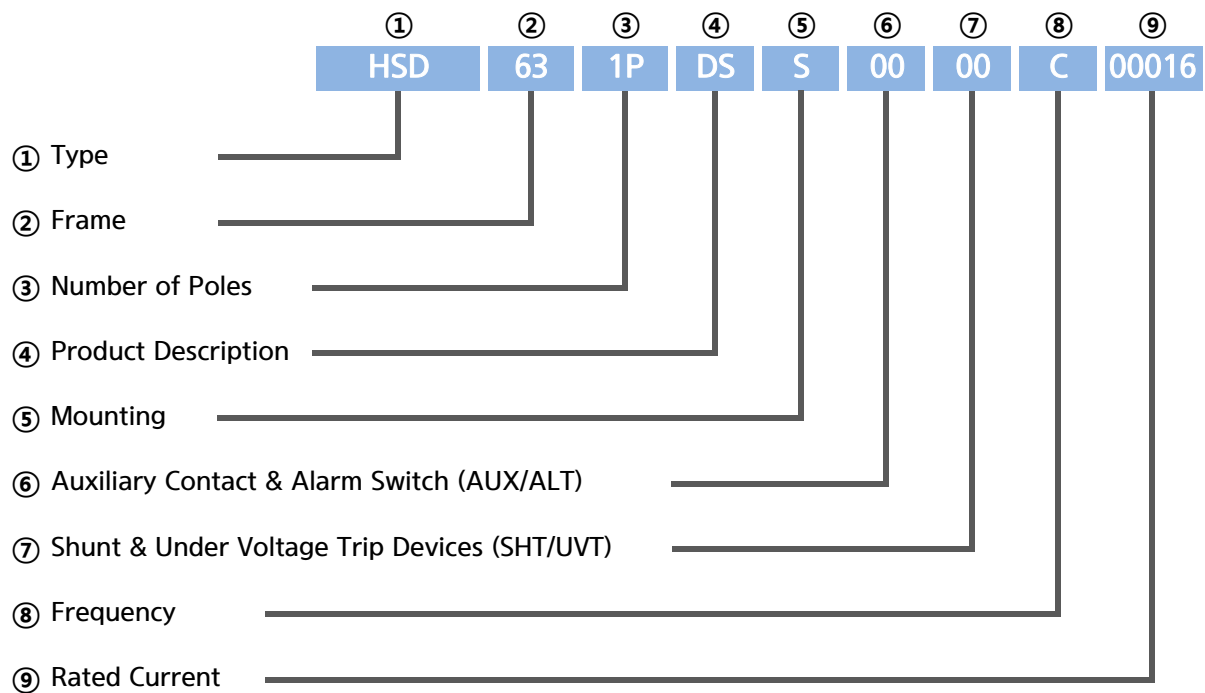 ① ② ③ ④ ⑤ ⑥ ⑦ ⑧ ⑨
HSD 63 1P DS S 00 00 C 00016
① Type
② Frame
③ Number of Poles
④ Product Description
⑤ Mounting
⑥ Auxiliary Contact & Alarm Switch (AUX/ALT)
⑦ Shunt & Under Voltage Trip Devices (SHT/UVT)
⑧ Frequency
⑨ Rated Current